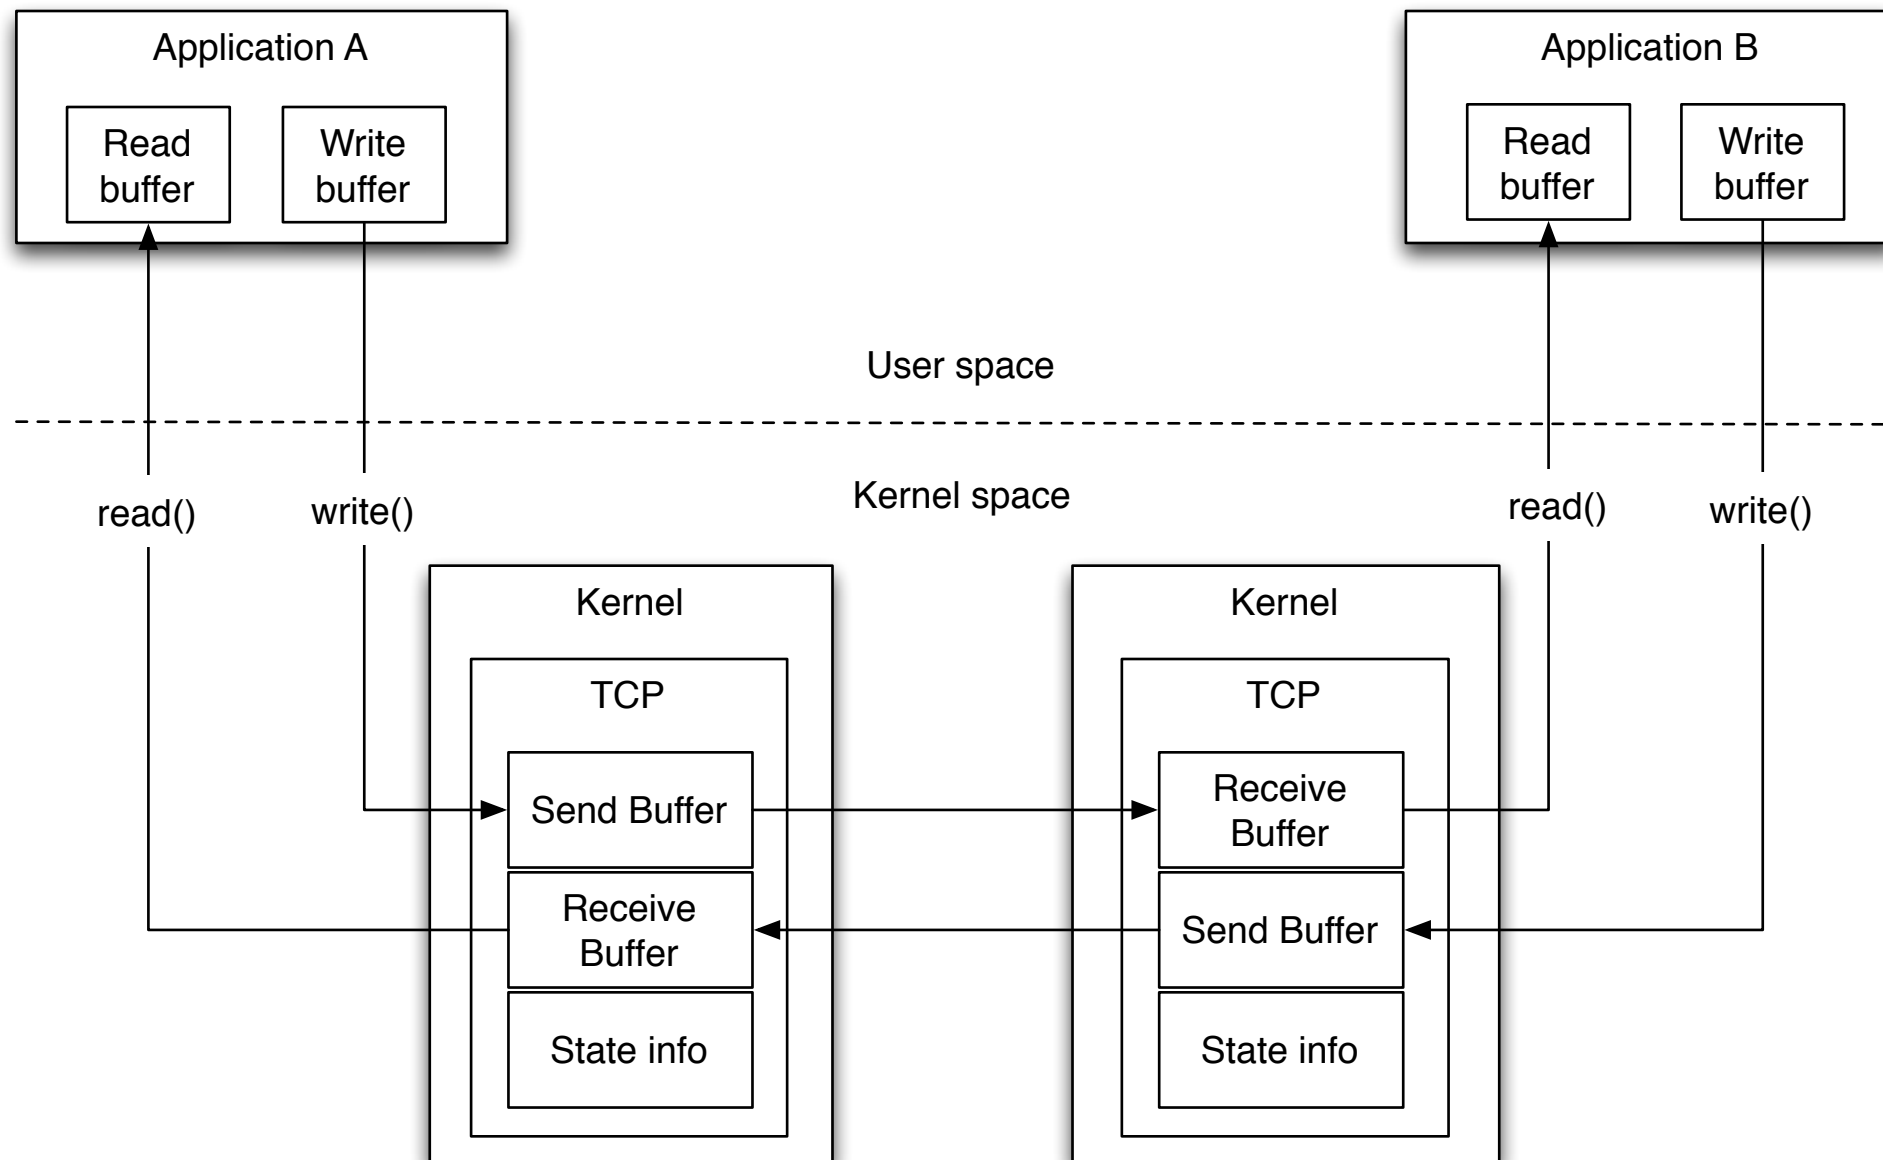 Application A
Application B
Read
buffer
Write
buffer
Read
buffer
Write
buffer
User space
Kernel space
read()
write()
read()
write()
Kernel
Kernel
TCP
TCP
Send Buffer
Receive
Buffer
Receive
Buffer
Send Buffer
State info
State info